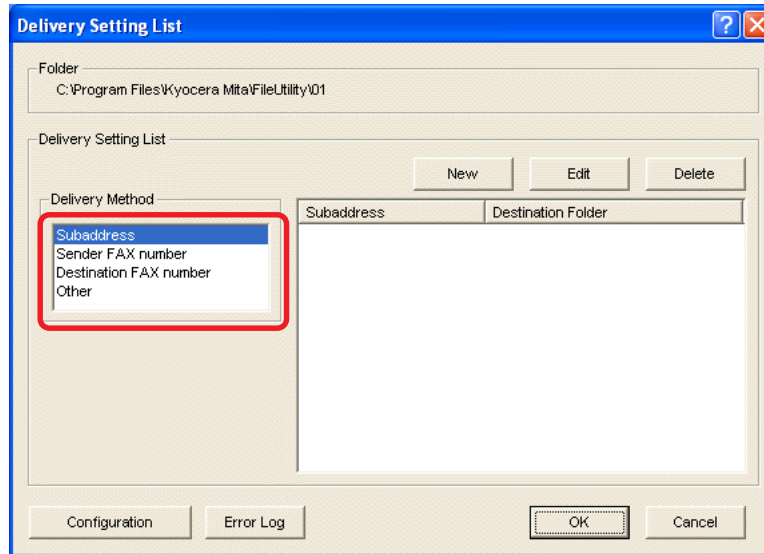 Delivery Setting List
Folder
C:\Program Files\Kyocera Mita\FileUtility\01
Delivery Setting List
New Edit Delete
Delivery Method
Subaddress Destination Folder
Subaddress
Sender FAX number
Destination FAX number
Other
Configuration Error Log OK Cancel